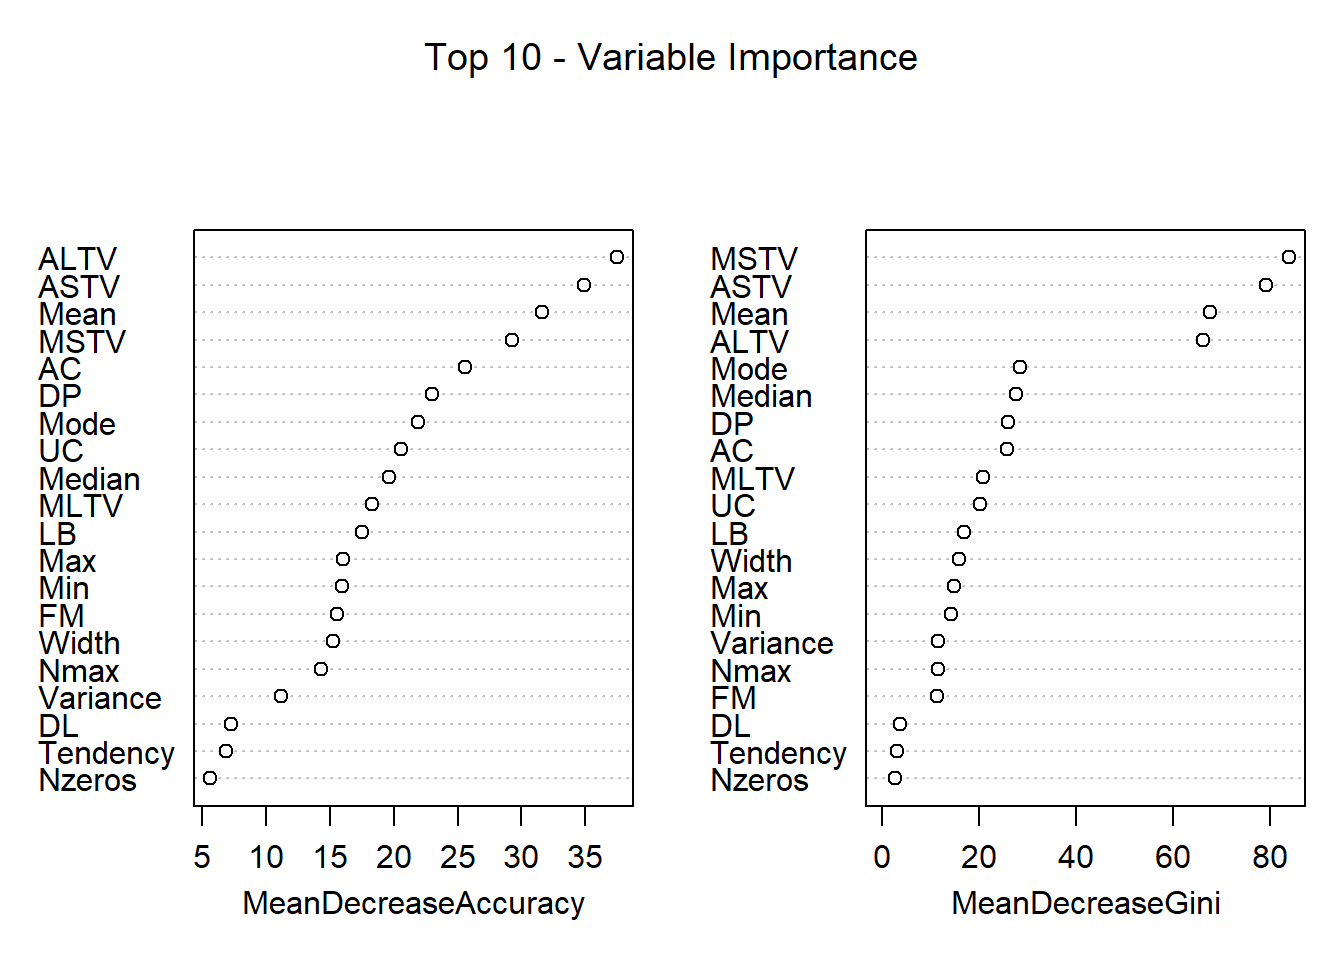 Top 10 - Variable Importance
ALTV
ASTV
Mean
MSTV
AC
DP
Mode
UC
Median
MLTV
LB
Max
Min
FM
Width
Nmax
Variance
DL
Tendency
Nzeros
5 10 15 20 25 30 35
MeanDecreaseAccuracy
MSTV
ASTV
Mean
ALTV
Mode
Median
DP
AC
MLTV
UC
LB
Width
Max
Min
Variance
Nmax
FM
DL
Tendency
Nzeros
0 20 40 60 80
MeanDecreaseGini